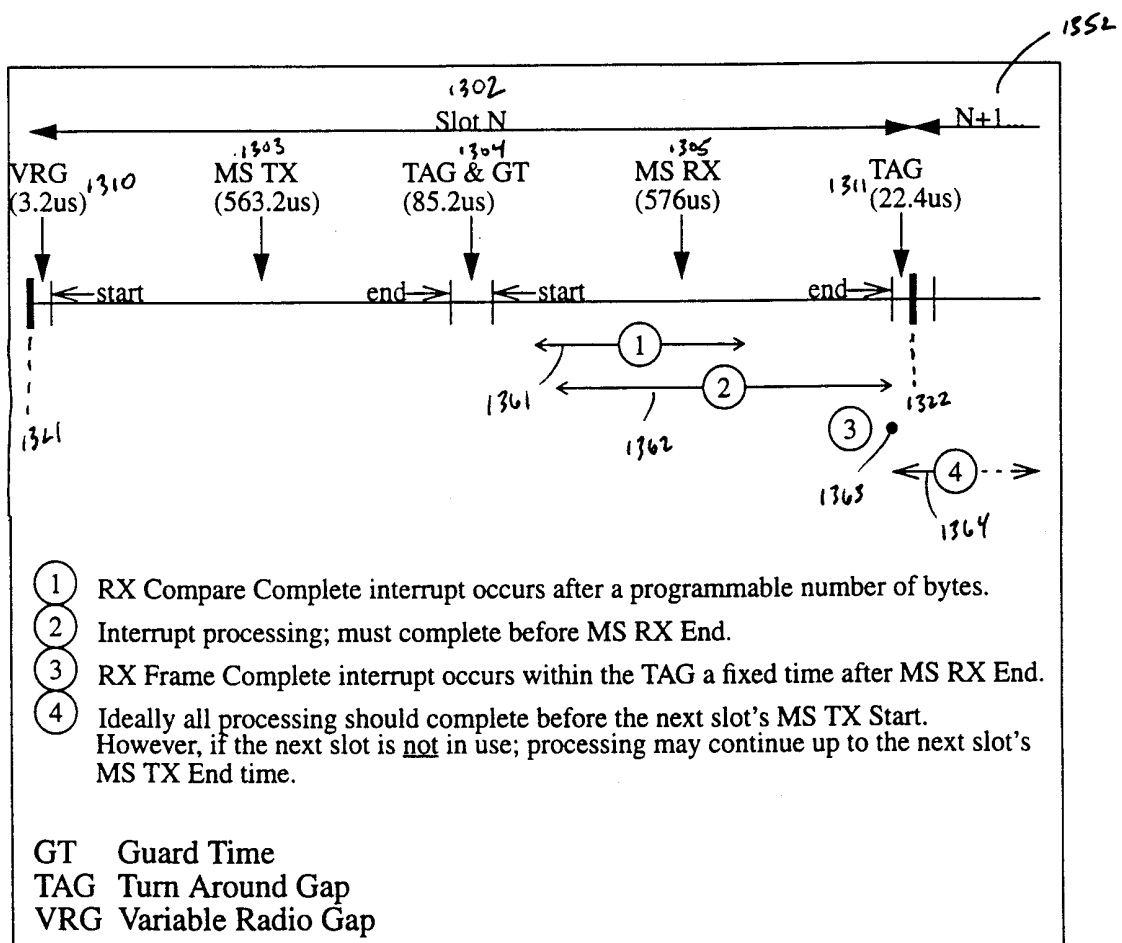 1352
1302
Slot N
N+1...
1303
1304
1305
VRG
MS TX
TAG & GT
MS RX
TAG
(3.2us)
1310
(563.2us)
(85.2us)
(576us)
1311
(22.4us)
start
end
start
end
1
1361
2
1362
1322
1321
3
1363
4
1364
1 RX Compare Complete interrupt occurs after a programmable number of bytes.
2 Interrupt processing; must complete before MS RX End.
3 RX Frame Complete interrupt occurs within the TAG a fixed time after MS RX End.
4 Ideally all processing should complete before the next slot's MS TX Start.
However, if the next slot is not in use; processing may continue up to the next slot's
MS TX End time.
GT Guard Time
TAG Turn Around Gap
VRG Variable Radio Gap